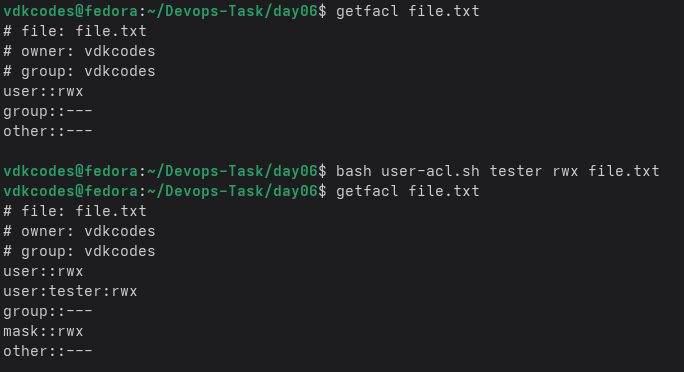 vdkcodes@fedora:~/Devops-Task/day06$ getfacl file.txt
# file: file.txt
# owner: vdkcodes
# group: vdkcodes
user::rwx
group::---
other::---
vdkcodes@fedora:~/Devops-Task/day06$ bash user-acl.sh tester rwx file.txt
vdkcodes@fedora:~/Devops-Task/day06$ getfacl file.txt
# file: file.txt
# owner: vdkcodes
# group: vdkcodes
user::rwx
user:tester:rwx
group::---
mask::rwx
other::---